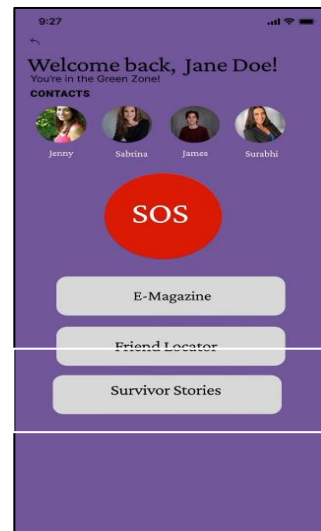 9:27
Welcome back, Jane Doe!
You're in the Green Zone!
CONTACTS
Jenny Sabrina James Surabhi
SOS
E-Magazine
Friend Locator
Survivor Stories